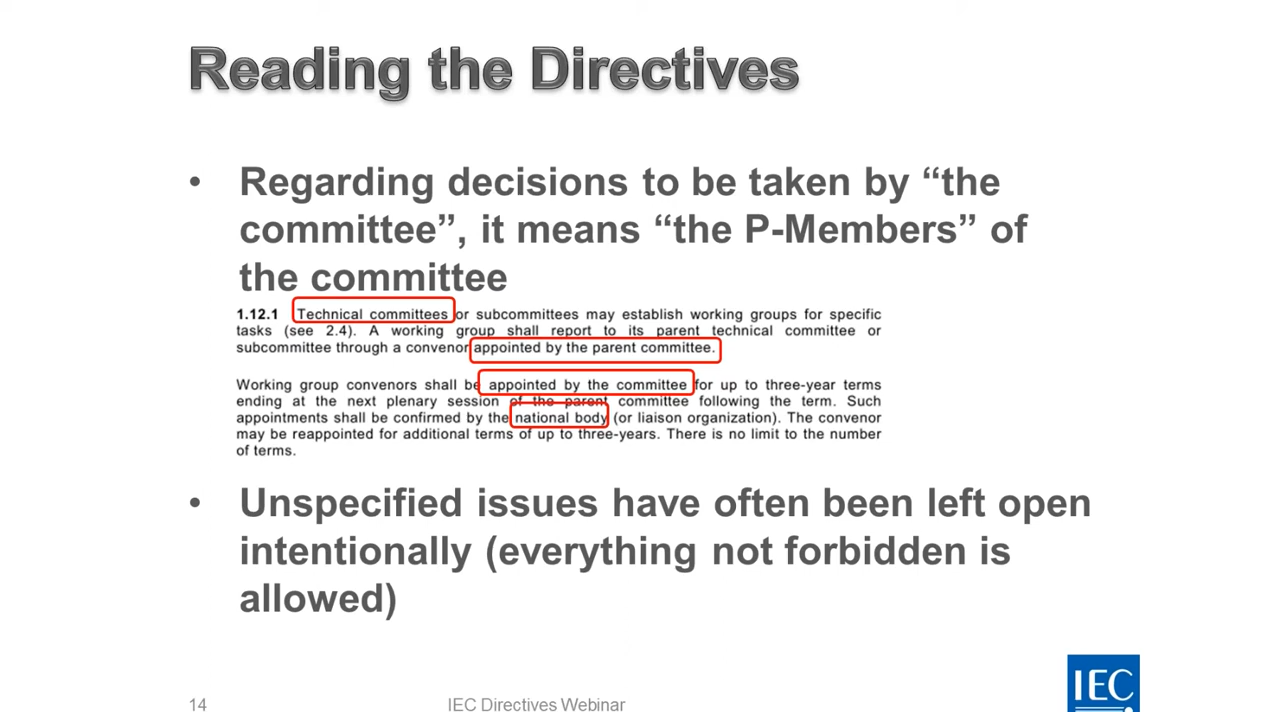 Reading the Directives
• Regarding decisions to be taken by “the
committee”, it means “the P-Members” of
the committee
1.12.1 Technical committees or subcommittees may establish working groups for specific
tasks (see 2.4). A working group shall report to its parent technical committee or
subcommittee through a convenor appointed by the parent committee.
Working group convenors shall be appointed by the committee for up to three-year terms
ending at the next plenary session of the parent committee following the term. Such
appointments shall be confirmed by the national body (or liaison organization). The convenor
may be reappointed for additional terms of up to three-years. There is no limit to the number
of terms.
• Unspecified issues have often been left open
intentionally (everything not forbidden is
allowed)
14
IEC Directives Webinar
IEC